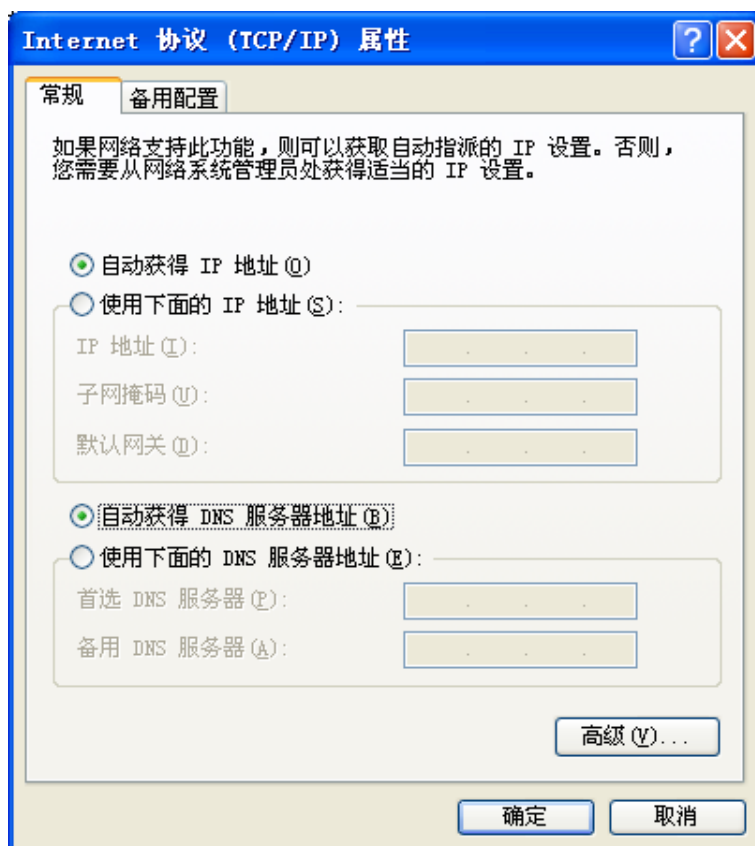 Internet 协议 (TCP/IP) 属性
常规 备用配置
如果网络支持此功能，则可以获取自动指派的 IP 设置。否则，
您需要从网络系统管理员处获得适当的 IP 设置。
自动获得 IP 地址(O)
使用下面的 IP 地址(S):
IP 地址(I):
子网掩码(U):
默认网关(D):
自动获得 DNS 服务器地址(B)
使用下面的 DNS 服务器地址(E):
首选 DNS 服务器(P):
备用 DNS 服务器(A):
高级(V)...
确定 取消